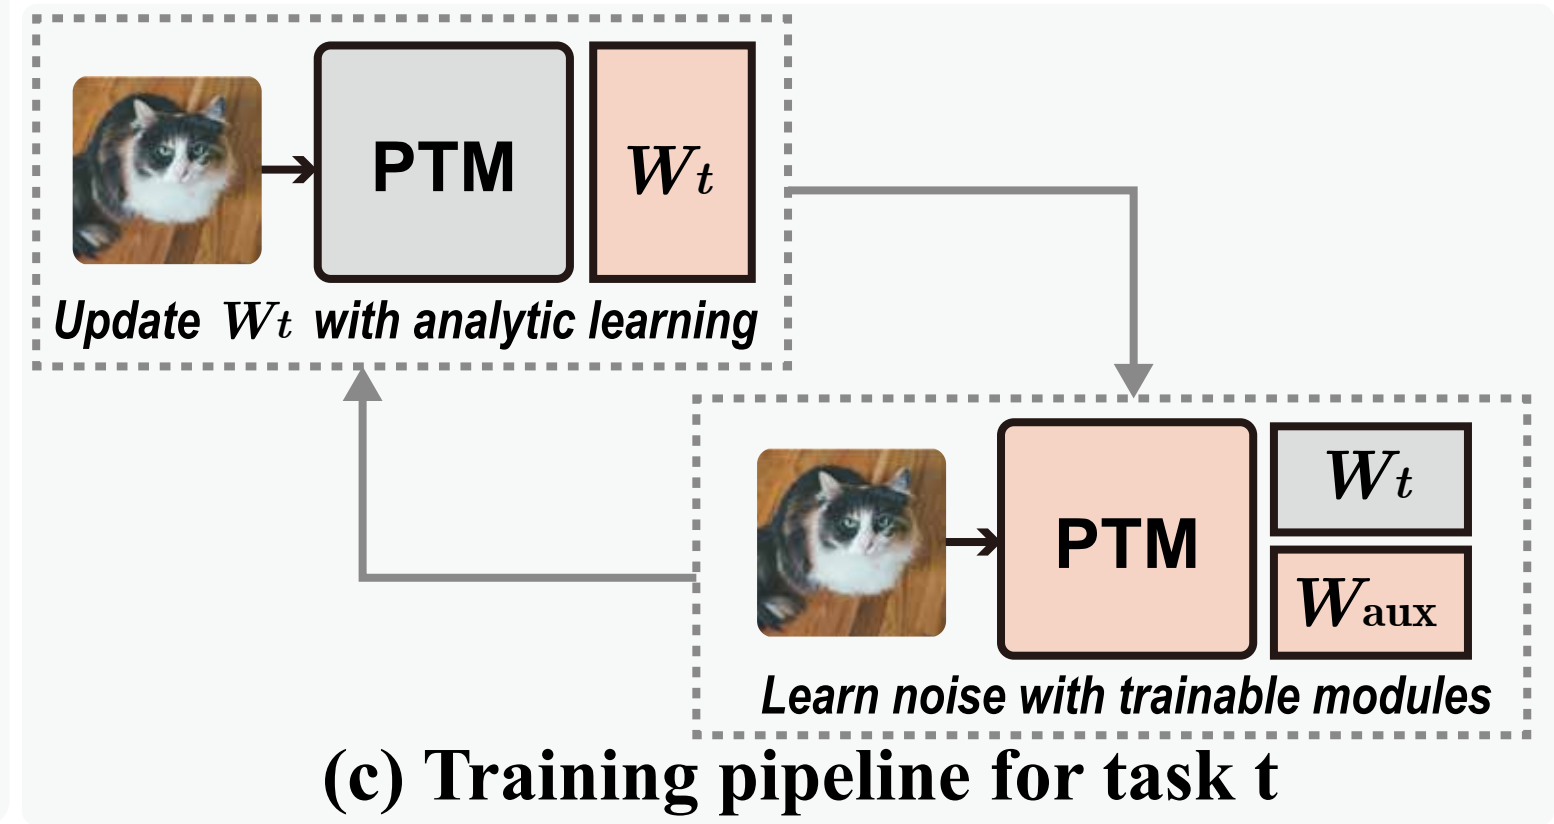 PTM
Wt
Update Wt with analytic learning
PTM
Wt
Waux
Learn noise with trainable modules
(c) Training pipeline for task t